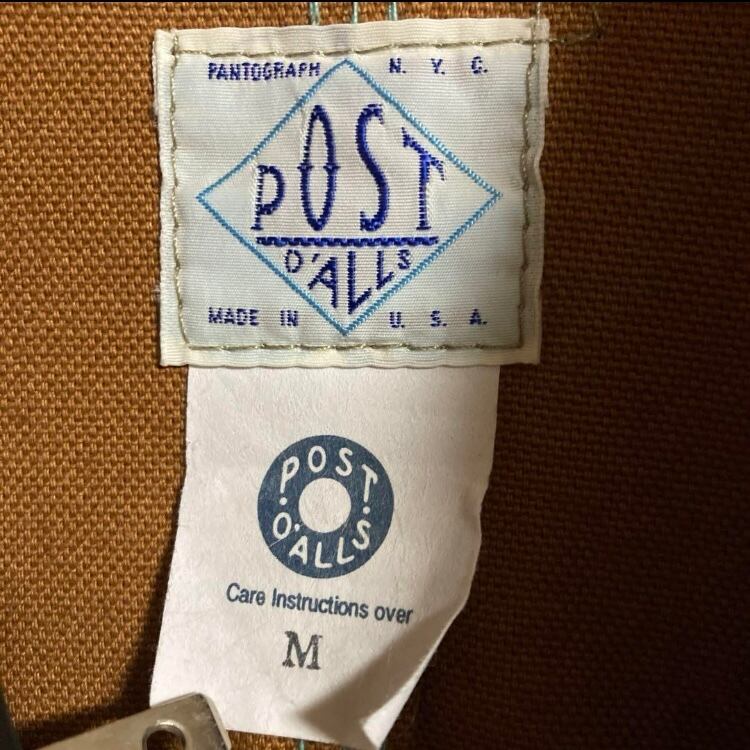 PANTOGRAPH N. Y. C.
POST
O'ALLS
MADE IN U. S. A.
POST
O'ALLS
Care Instructions over
M